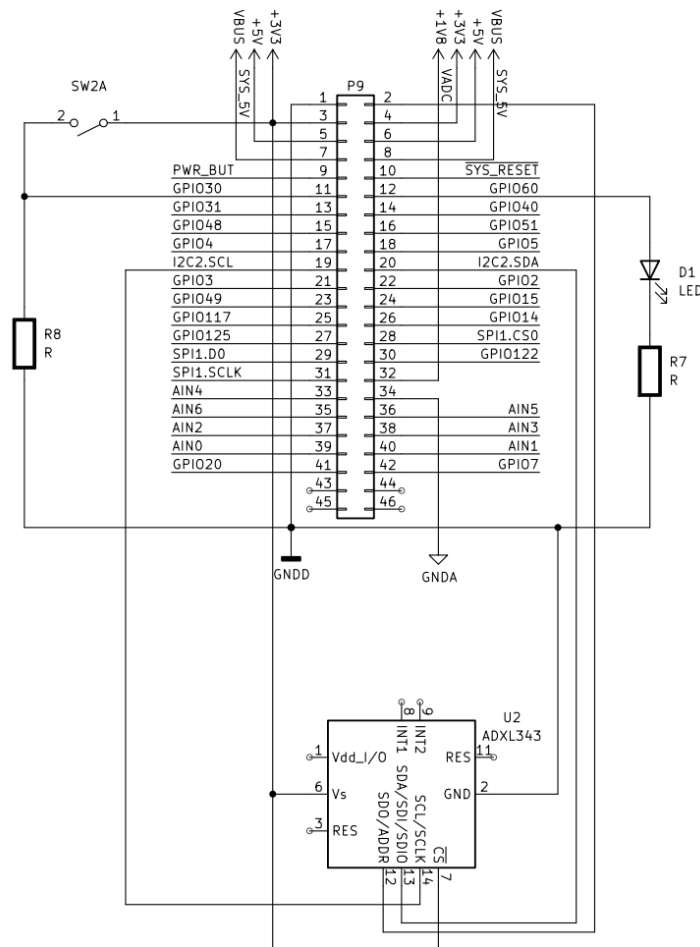 VBUS
+5V
+3V3
SYS_5V
+1V8
+3V3
+5V
VBUS
VADC
SYS_5V
P9
SW2A
2 1
1 2
3 4
5 6
7 8
PWR_BUT 9 10 SYS_RESET
GPIO30 11 12 GPIO60
GPIO31 13 14 GPIO40
GPIO48 15 16 GPIO51
GPIO4 17 18 GPIO5
I2C2.SCL 19 20 I2C2.SDA
GPIO3 21 22 GPIO2
GPIO49 23 24 GPIO15
GPIO117 25 26 GPIO14
GPIO125 27 28 SPI1.CS0
SPI1.D0 29 30 GPIO122
SPI1.SCLK 31 32
AIN4 33 34
AIN6 35 36 AIN5
AIN2 37 38 AIN3
AIN0 39 40 AIN1
GPIO20 41 42 GPIO7
43 44
45 46
D1
LED
R8
R
R7
R
GNDD
GNDA
U2
ADXL343
8 9
INT1 INT2
1 Vdd_I/O
RES 11
6 Vs
GND 2
3 RES
SDO/ADDR
SDA/SDI/SDIO
SCL/SCLK
CS
12 13 14 7